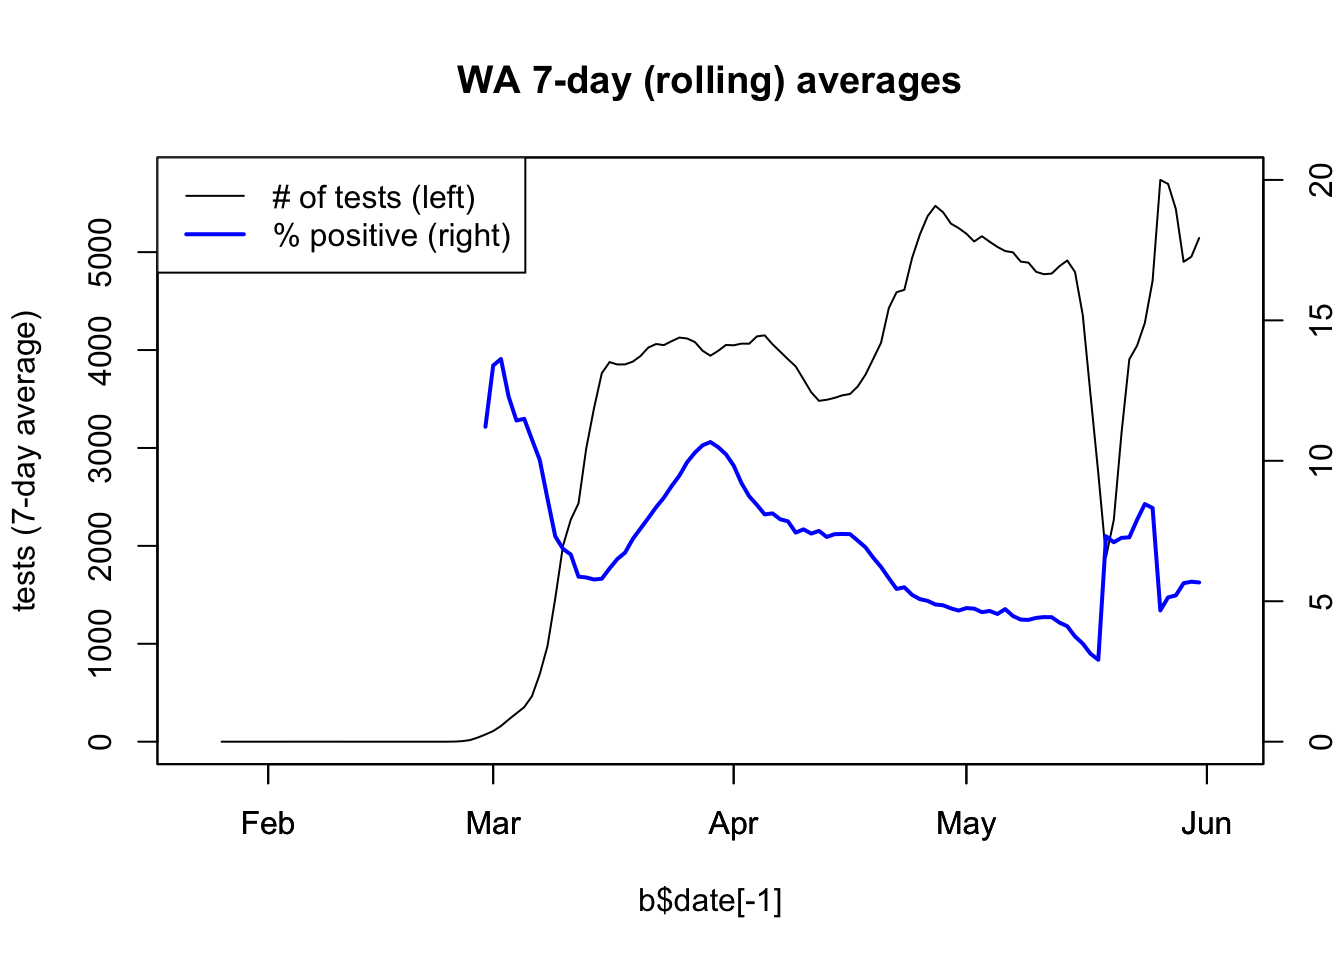 WA 7-day (rolling) averages
# of tests (left)
% positive (right)
tests (7-day average)
5000
4000
3000
2000
1000
0
20
15
10
5
0
Feb Mar Apr May Jun
b$date[-1]